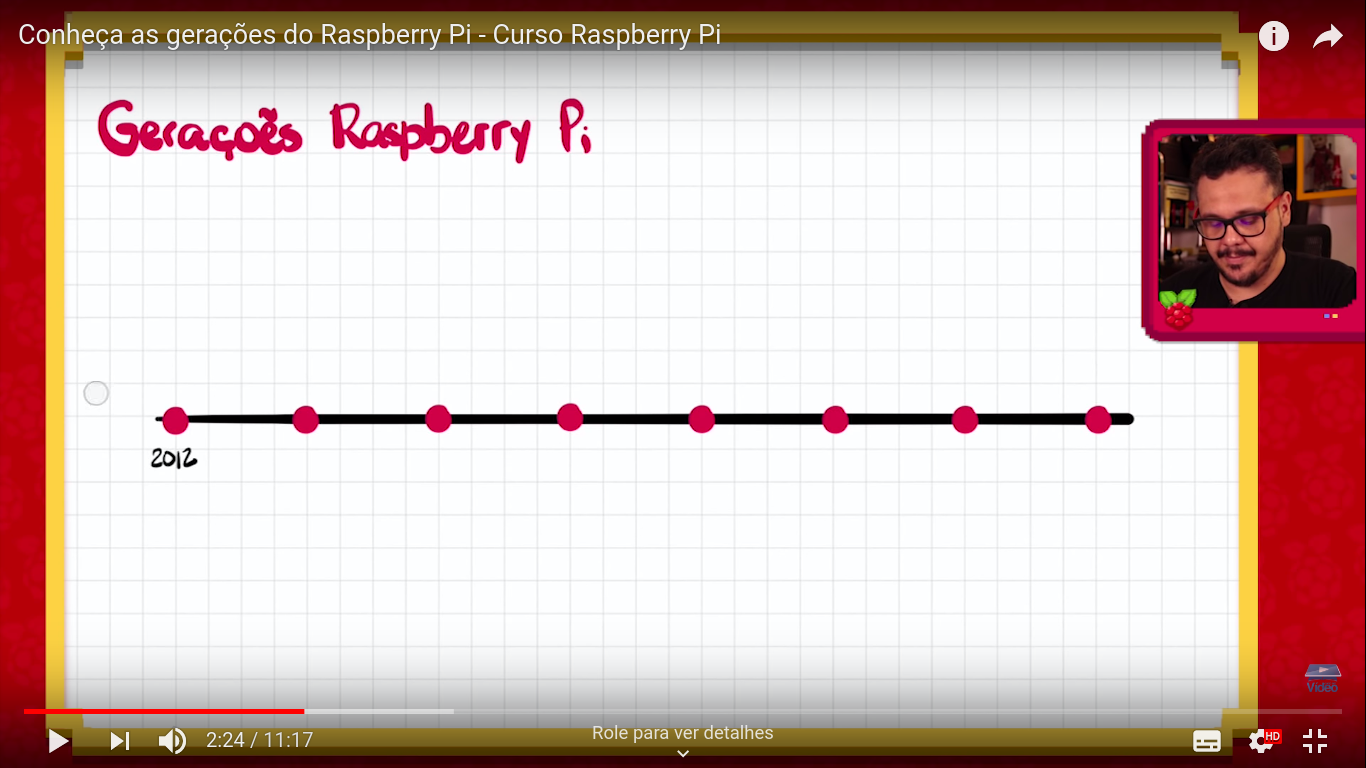 Conheça as gerações do Raspberry Pi - Curso Raspberry Pi
Gerações Raspberry Pi
2012
Vídeo
2:24 / 11:17
Role para ver detalhes
HD